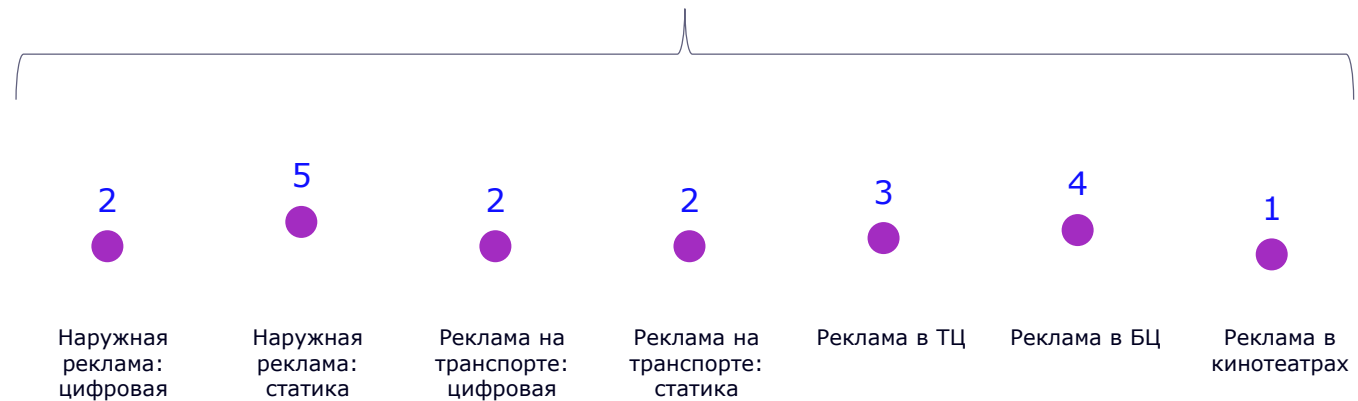 2
5
2
2
3
4
1
Наружная
реклама:
цифровая
Наружная
реклама:
статика
Реклама на
транспорте:
цифровая
Реклама на
транспорте:
статика
Реклама в ТЦ
Реклама в БЦ
Реклама в
кинотеатрах